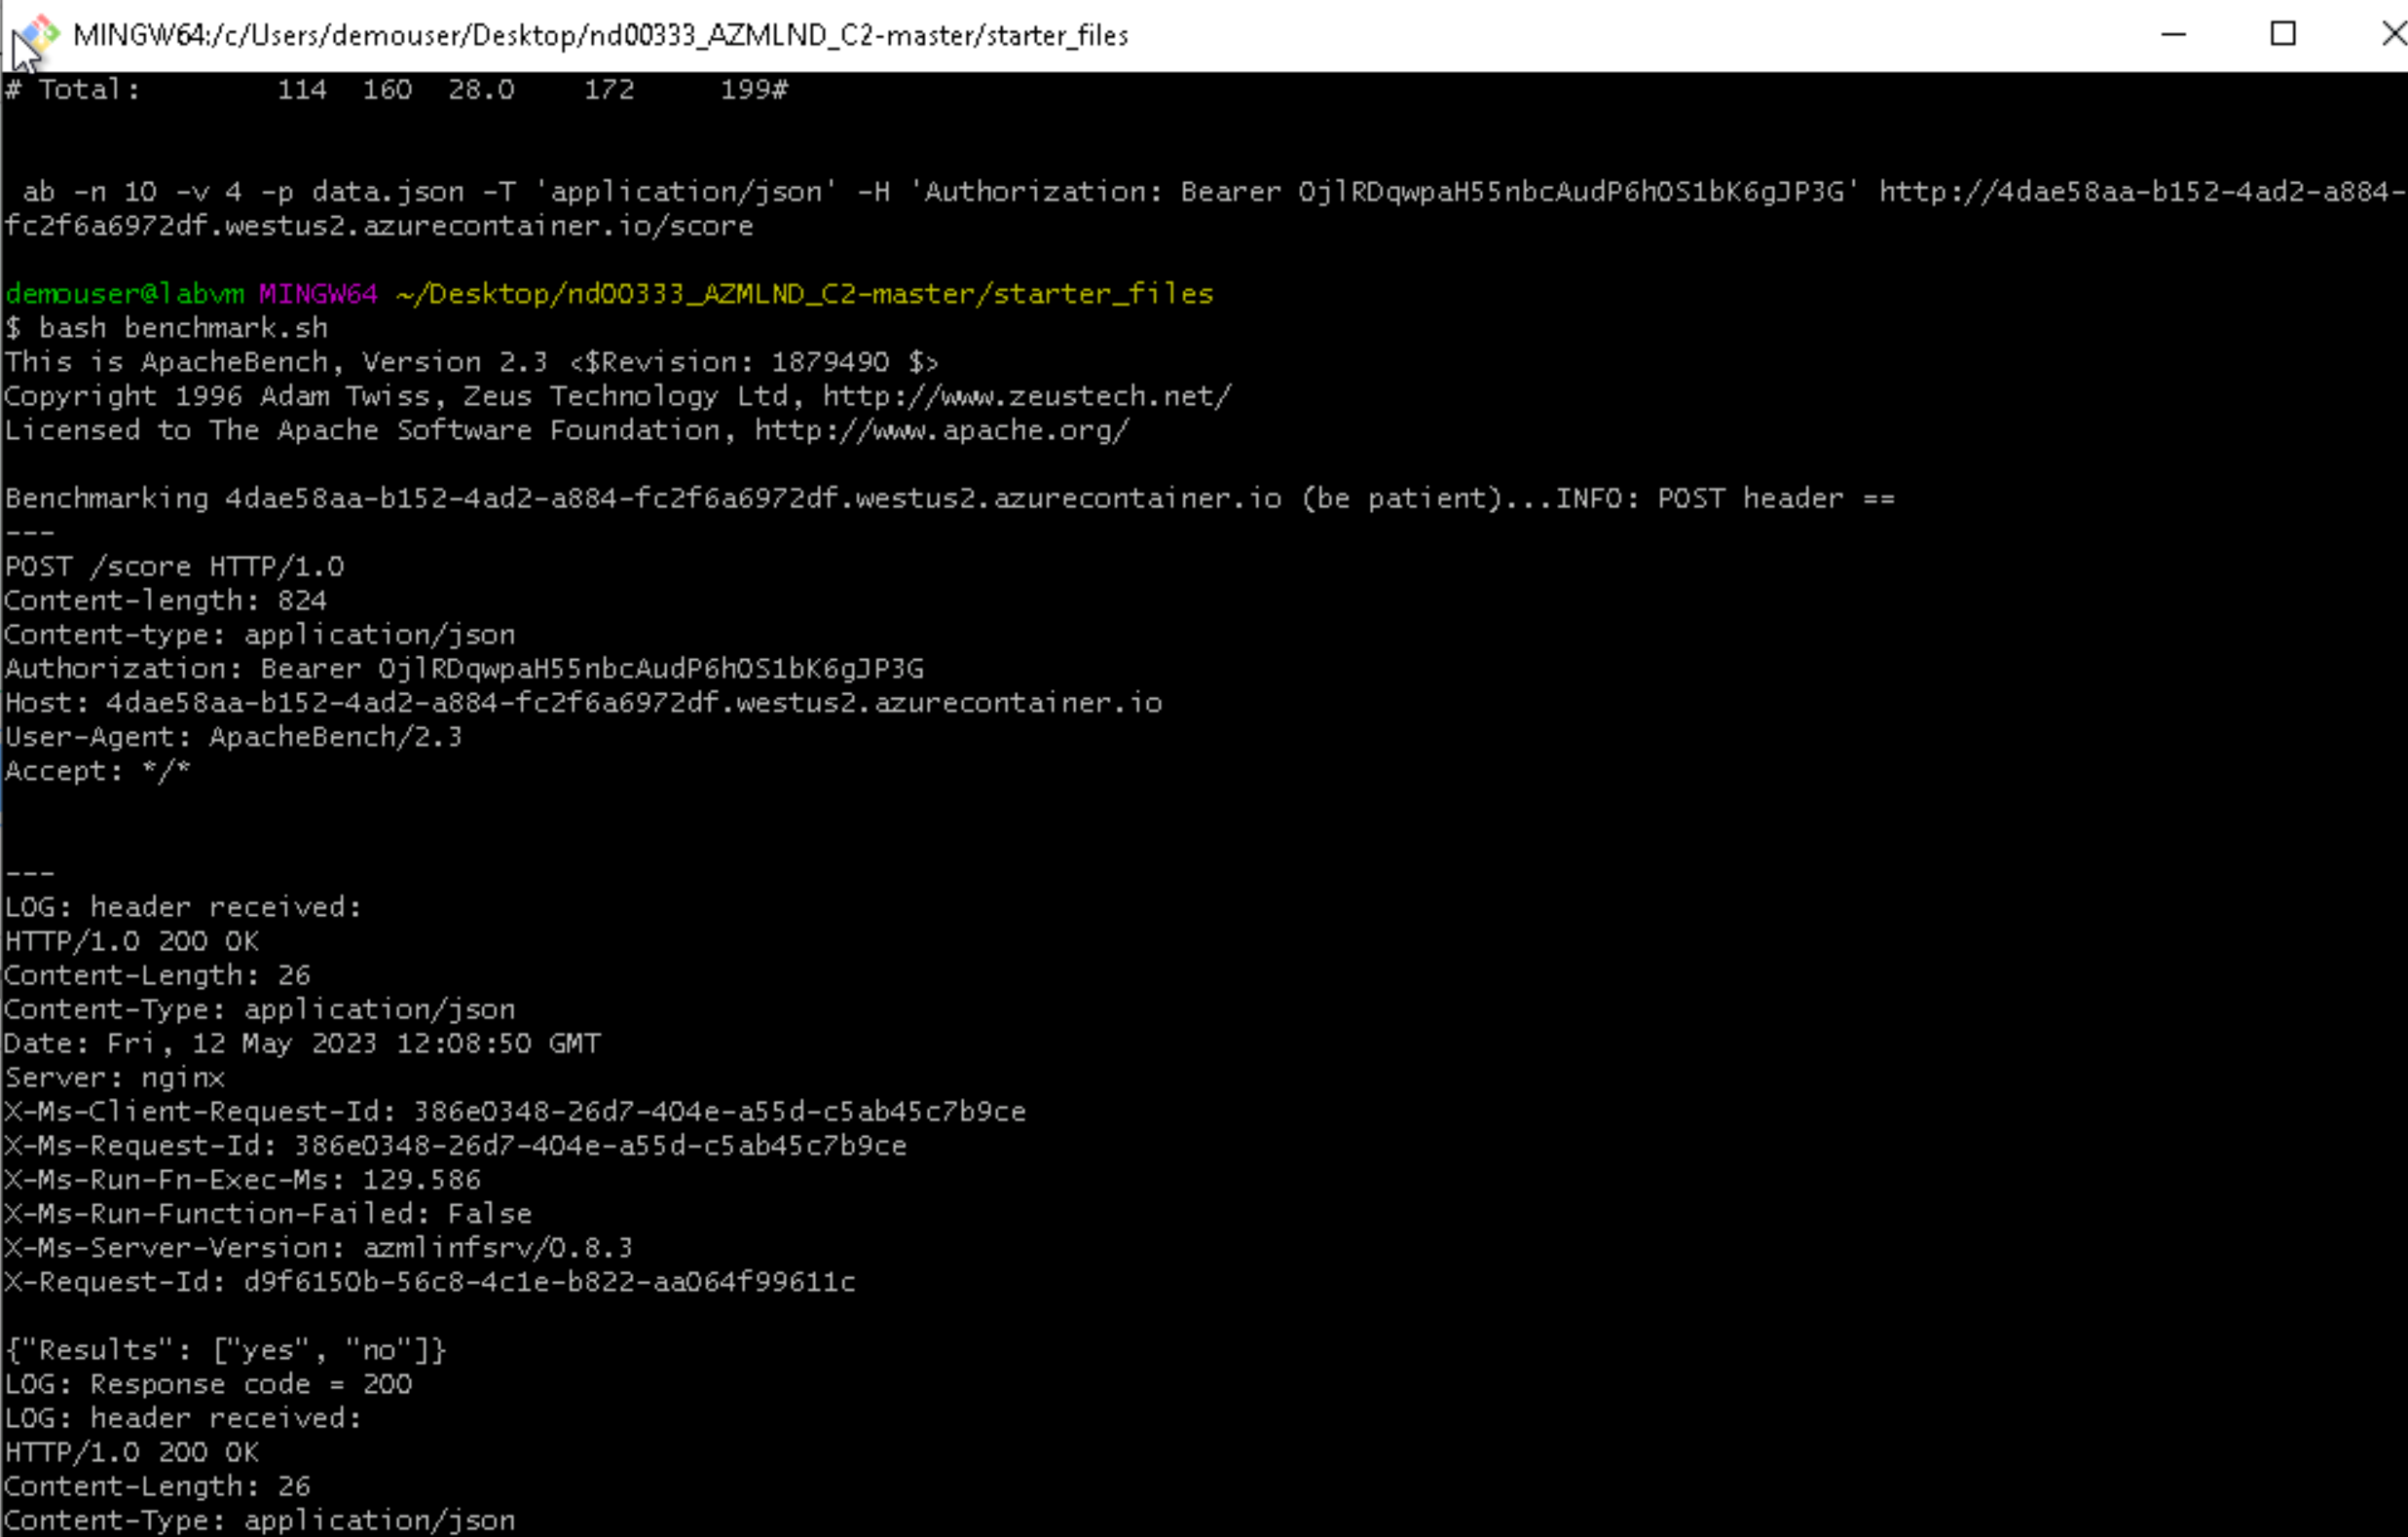 MINGW64:/c/Users/demouser/Desktop/nd00333_AZMLND_C2-master/starter_files
# Total:        114  160  28.0    172     199#
 ab -n 10 -v 4 -p data.json -T 'application/json' -H 'Authorization: Bearer OjlRDqwpaH55nbcAudP6hOS1bK6gJP3G' http://4dae58aa-b152-4ad2-a884-
fc2f6a6972df.westus2.azurecontainer.io/score
demouser@labvm MINGW64 ~/Desktop/nd00333_AZMLND_C2-master/starter_files
$ bash benchmark.sh
This is ApacheBench, Version 2.3 <$Revision: 1879490 $>
Copyright 1996 Adam Twiss, Zeus Technology Ltd, http://www.zeustech.net/
Licensed to The Apache Software Foundation, http://www.apache.org/
Benchmarking 4dae58aa-b152-4ad2-a884-fc2f6a6972df.westus2.azurecontainer.io (be patient)...INFO: POST header ==
---
POST /score HTTP/1.0
Content-length: 824
Content-type: application/json
Authorization: Bearer OjlRDqwpaH55nbcAudP6hOS1bK6gJP3G
Host: 4dae58aa-b152-4ad2-a884-fc2f6a6972df.westus2.azurecontainer.io
User-Agent: ApacheBench/2.3
Accept: */*
---
LOG: header received:
HTTP/1.0 200 OK
Content-Length: 26
Content-Type: application/json
Date: Fri, 12 May 2023 12:08:50 GMT
Server: nginx
X-Ms-Client-Request-Id: 386e0348-26d7-404e-a55d-c5ab45c7b9ce
X-Ms-Request-Id: 386e0348-26d7-404e-a55d-c5ab45c7b9ce
X-Ms-Run-Fn-Exec-Ms: 129.586
X-Ms-Run-Function-Failed: False
X-Ms-Server-Version: azmlinfsrv/0.8.3
X-Request-Id: d9f6150b-56c8-4c1e-b822-aa064f99611c
{"Results": ["yes", "no"]}
LOG: Response code = 200
LOG: header received:
HTTP/1.0 200 OK
Content-Length: 26
Content-Type: application/json